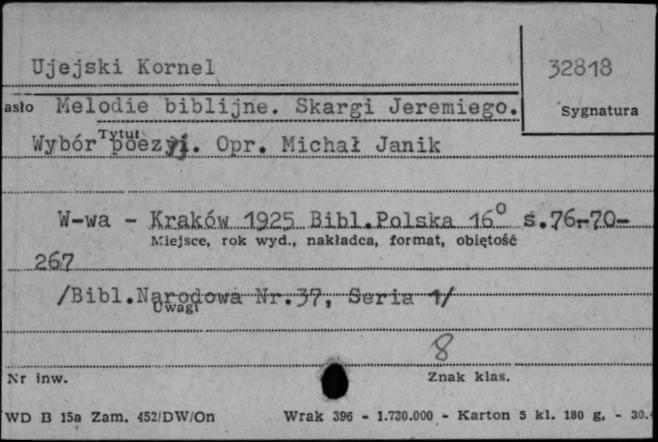 Ujejski Kornel
32818
asło Melodie biblijne. Skargi Jeremiego.
Sygnatura
Tytuł
Wybór poezyj. Opr. Michał Janik
W-wa - Kraków 1925 Bibl.Polska 16° s.76-70-
Miejsce, rok wyd., nakładca, format, objętość
267
/Bibl.Narodowa Nr.37, Seria 1/
Uwagi
8
Nr inw.
Znak klas.
WD B 15a Zam. 452/DW/On Wrak 396 - 1.730.000 - Karton 5 kl. 180 g, - 30.